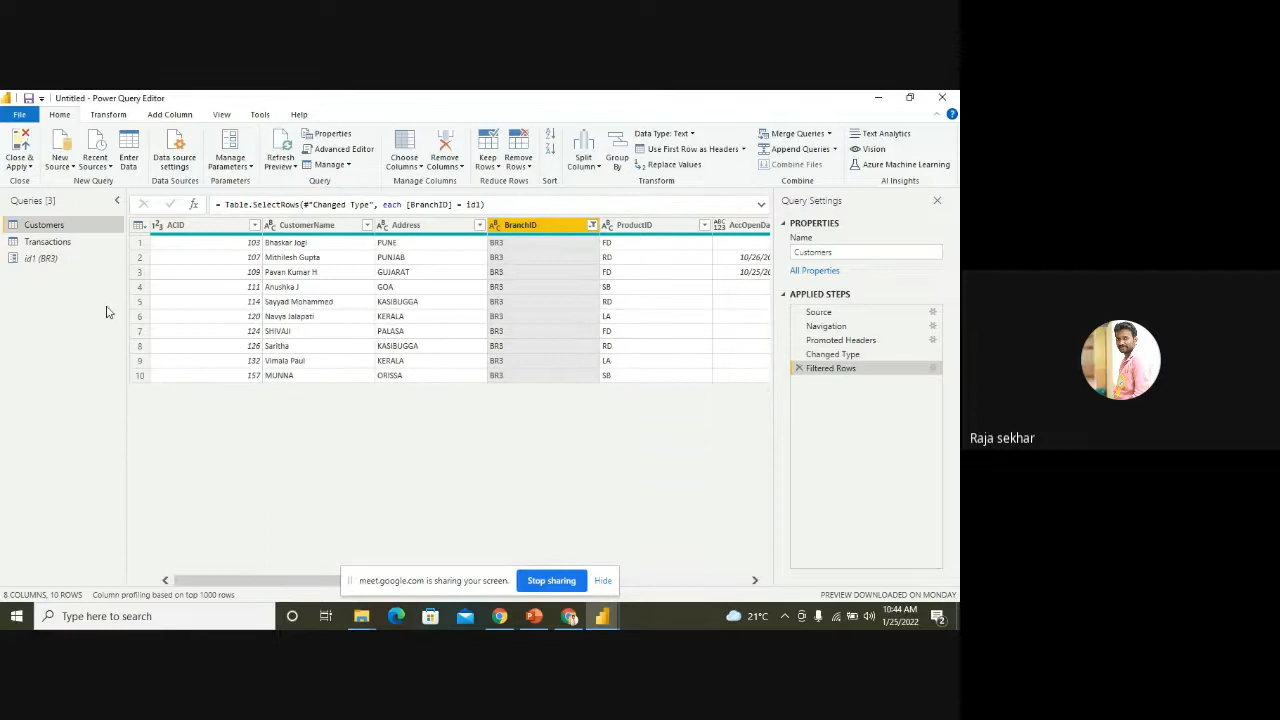 Untitled - Power Query Editor
File Home Transform Add Column View Tools Help
Close & Apply New Source Recent Sources Enter Data Data source settings Manage Parameters Refresh Preview Properties Advanced Editor Manage Choose Columns Remove Columns Keep Rows Remove Rows Split Column Group By Data Type: Text Use First Row as Headers Replace Values Merge Queries Append Queries Combine Files Text Analytics Vision Azure Machine Learning
Close New Query Data Sources Parameters Query Manage Columns Reduce Rows Sort Transform Combine AI Insights
Queries [3]
Customers
Transactions
id1 (BR3)
= Table.SelectRows(#"Changed Type", each [BranchID] = id1)
ACID CustomerName Address BranchID ProductID AccOpenDa
1 103 Bhaskar Jogi PUNE BR3 FD
2 107 Mithilesh Gupta PUNJAB BR3 RD 10/26/20
3 109 Pavan Kumar H GUJARAT BR3 FD 10/25/20
4 111 Anushka J GOA BR3 SB
5 114 Sayyad Mohammed KASIBUGGA BR3 RD
6 120 Navya Jalapati KERALA BR3 LA
7 124 SHIVAJI PALASA BR3 FD
8 126 Saritha KASIBUGGA BR3 RD
9 132 Vimala Paul KERALA BR3 LA
10 157 MUNNA ORISSA BR3 SB
Query Settings
PROPERTIES
Name
Customers
All Properties
APPLIED STEPS
Source
Navigation
Promoted Headers
Changed Type
Filtered Rows
Raja sekhar
meet.google.com is sharing your screen. Stop sharing Hide
8 COLUMNS, 10 ROWS Column profiling based on top 1000 rows PREVIEW DOWNLOADED ON MONDAY
Type here to search 21°C 10:44 AM
1/25/2022
2